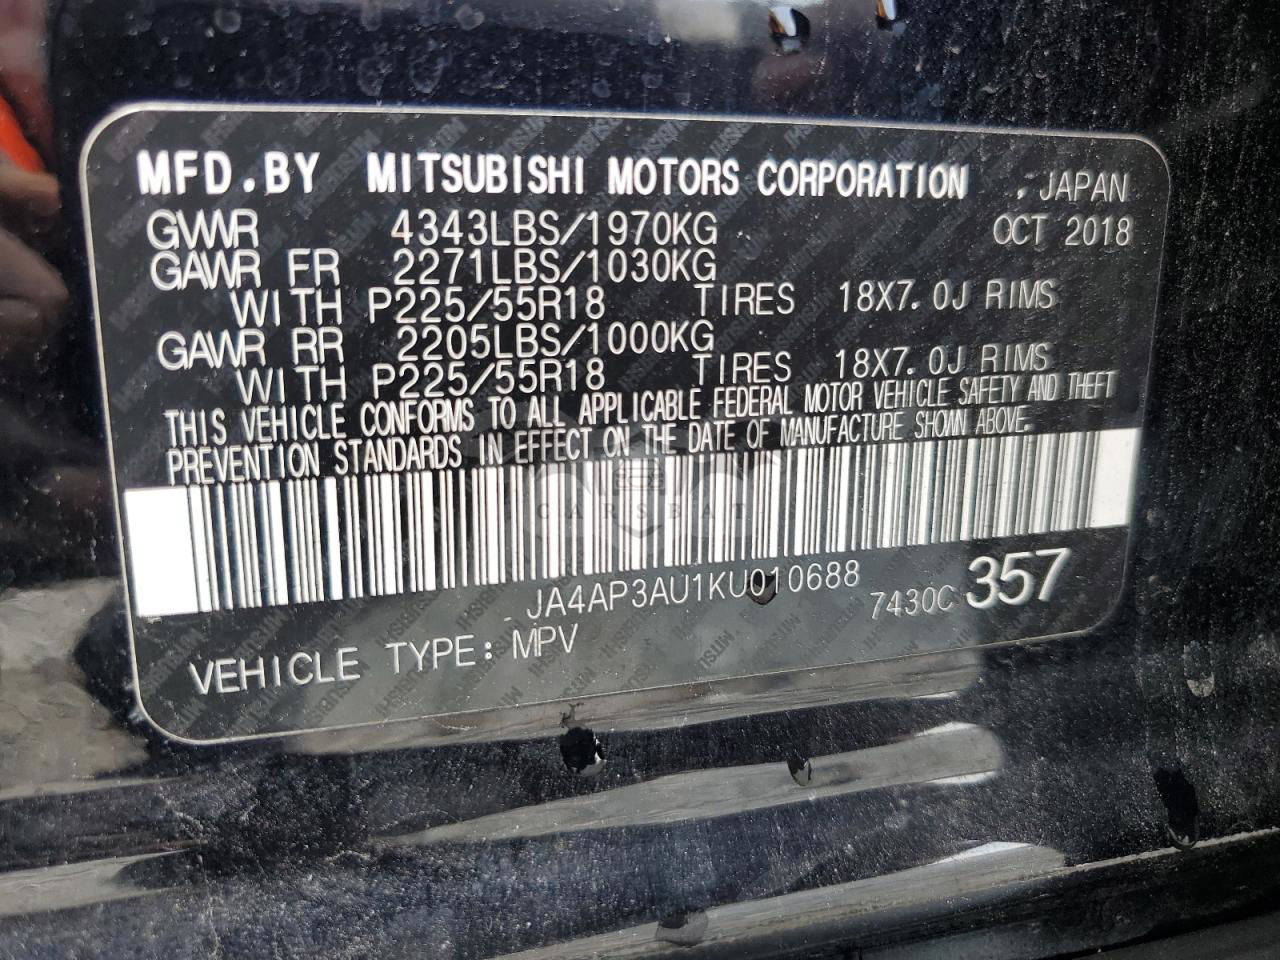 MFD.BY MITSUBISHI MOTORS CORPORATION . JAPAN
GVWR 4343LBS/1970KG OCT 2018
GAWR FR 2271LBS/1030KG
WITH P225/55R18 TIRES 18X7.0J RIMS
GAWR RR 2205LBS/1000KG
WITH P225/55R18 TIRES 18X7.0J RIMS
THIS VEHICLE CONFORMS TO ALL APPLICABLE FEDERAL MOTOR VEHICLE SAFETY AND THEFT
PREVENTION STANDARDS IN EFFECT ON THE DATE OF MANUFACTURE SHOWN ABOVE.
CARSBAT
JA4AP3AU1KU010688 7430C 357
VEHICLE TYPE: MPV